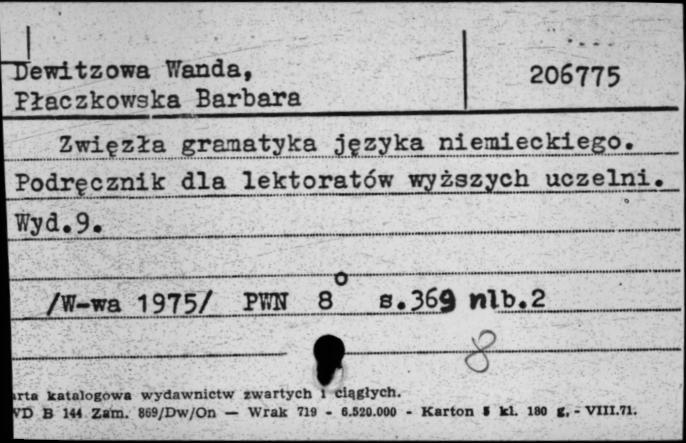 Dewitzowa Wanda,
206775
Płaczkowska Barbara
Zwięzła gramatyka języka niemieckiego.
Podręcznik dla lektoratów wyższych uczelni.
Wyd.9.
/W-wa 1975/ PWN 8° s.369 nlb.2
8
katalogowa wydawnictw zwartych i ciągłych.
B 144 Zam. 869/Dw/On — Wrak 719 - 6.520.000 - Karton kl. 180 g. - VIII.71.